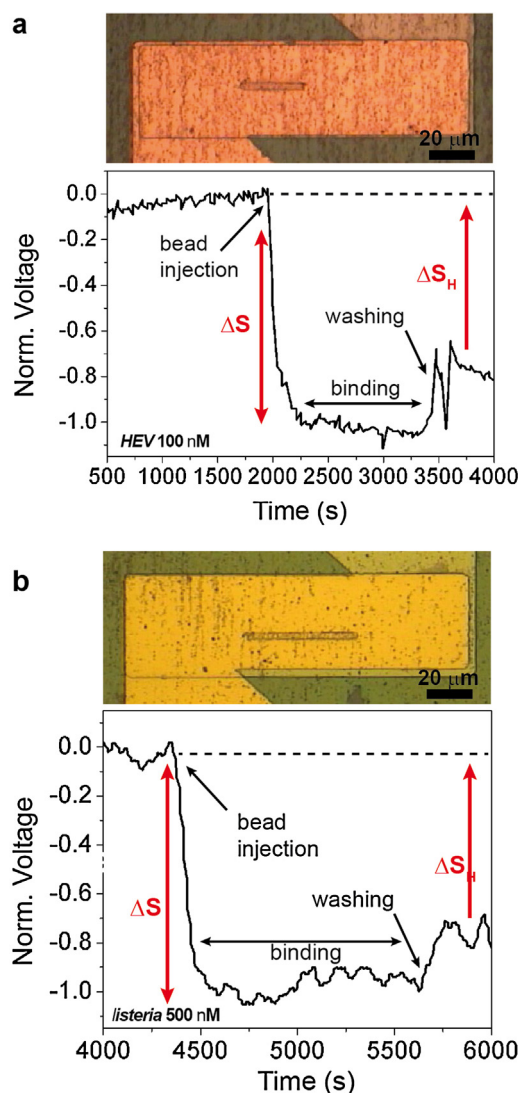 a
20 μm
0.0
-0.2
-0.4
-0.6
-0.8
-1.0
Norm. Voltage
bead
injection
ΔS
ΔS_H
washing
binding
HEV 100 nM
500 1000 1500 2000 2500 3000 3500 4000
Time (s)
b
20 μm
0.0
-0.2
-0.4
-0.6
-0.8
-1.0
Norm. Voltage
bead
injection
ΔS
ΔS_H
washing
binding
listeria 500 nM
4000 4500 5000 5500 6000
Time (s)